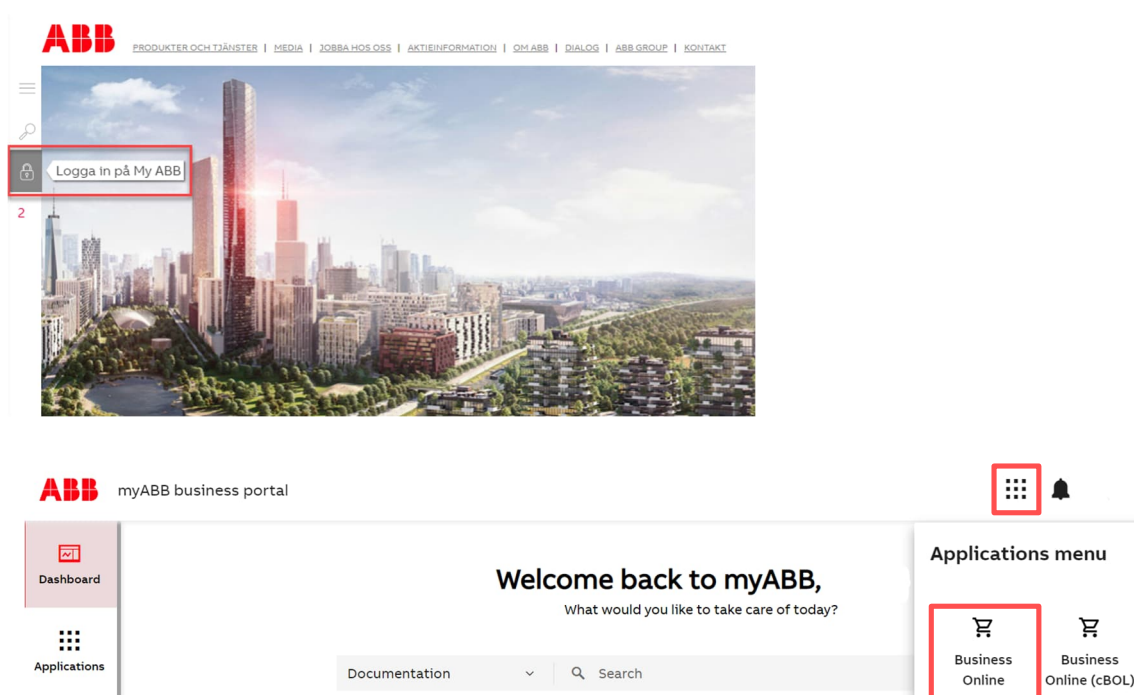 ABB
PRODUKTER OCH TJÄNSTER | MEDIA | JOBBA HOS OSS | AKTIEINFORMATION | OM ABB | DIALOG | ABB GROUP | KONTAKT
Logga in på My ABB
2
ABB myABB business portal
Applications menu
Dashboard
Welcome back to myABB,
What would you like to take care of today?
Applications
Business Online
Business Online (cBOL)
Documentation
Search